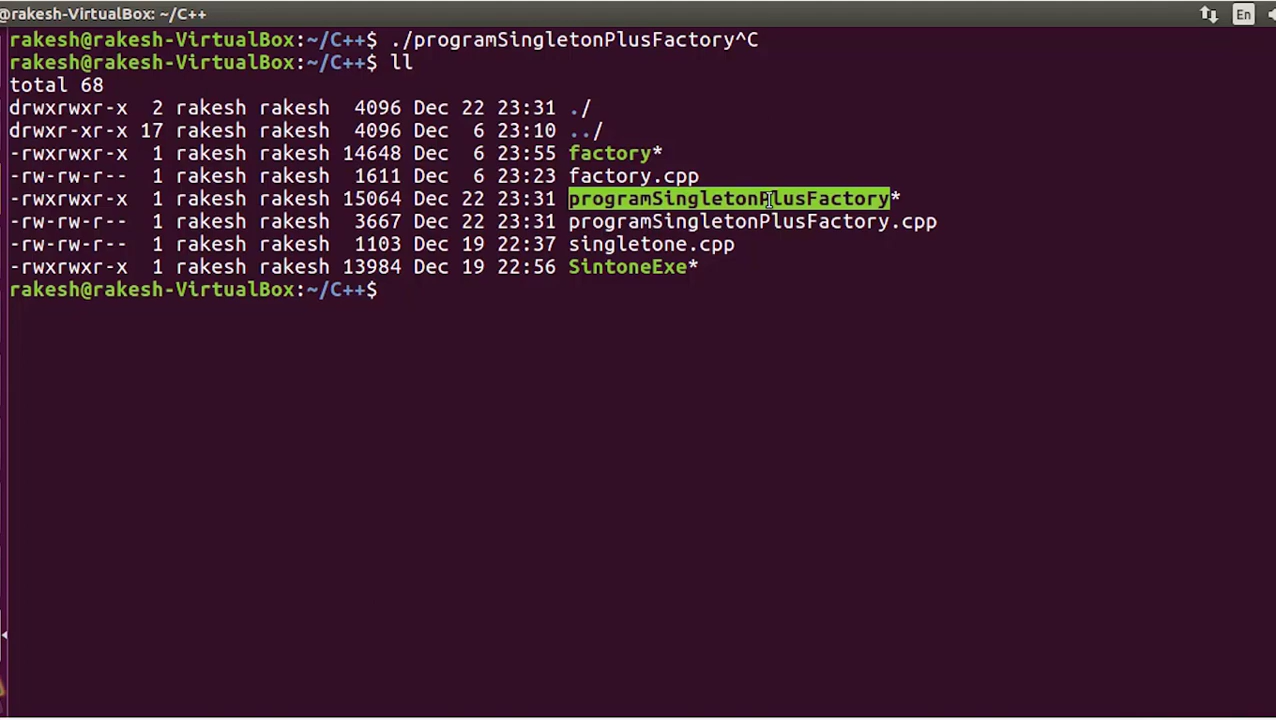 @rakesh-VirtualBox: ~/C++
En
rakesh@rakesh-VirtualBox:~/C++$ ./programSingletonPlusFactory^C
rakesh@rakesh-VirtualBox:~/C++$ ll
total 68
drwxrwxr-x  2 rakesh rakesh  4096 Dec 22 23:31 ./
drwxr-xr-x 17 rakesh rakesh  4096 Dec  6 23:10 ../
-rwxrwxr-x  1 rakesh rakesh 14648 Dec  6 23:55 factory*
-rw-rw-r--  1 rakesh rakesh  1611 Dec  6 23:23 factory.cpp
-rwxrwxr-x  1 rakesh rakesh 15064 Dec 22 23:31 programSingletonPlusFactory*
-rw-rw-r--  1 rakesh rakesh  3667 Dec 22 23:31 programSingletonPlusFactory.cpp
-rw-rw-r--  1 rakesh rakesh  1103 Dec 19 22:37 singletone.cpp
-rwxrwxr-x  1 rakesh rakesh 13984 Dec 19 22:56 SintoneExe*
rakesh@rakesh-VirtualBox:~/C++$